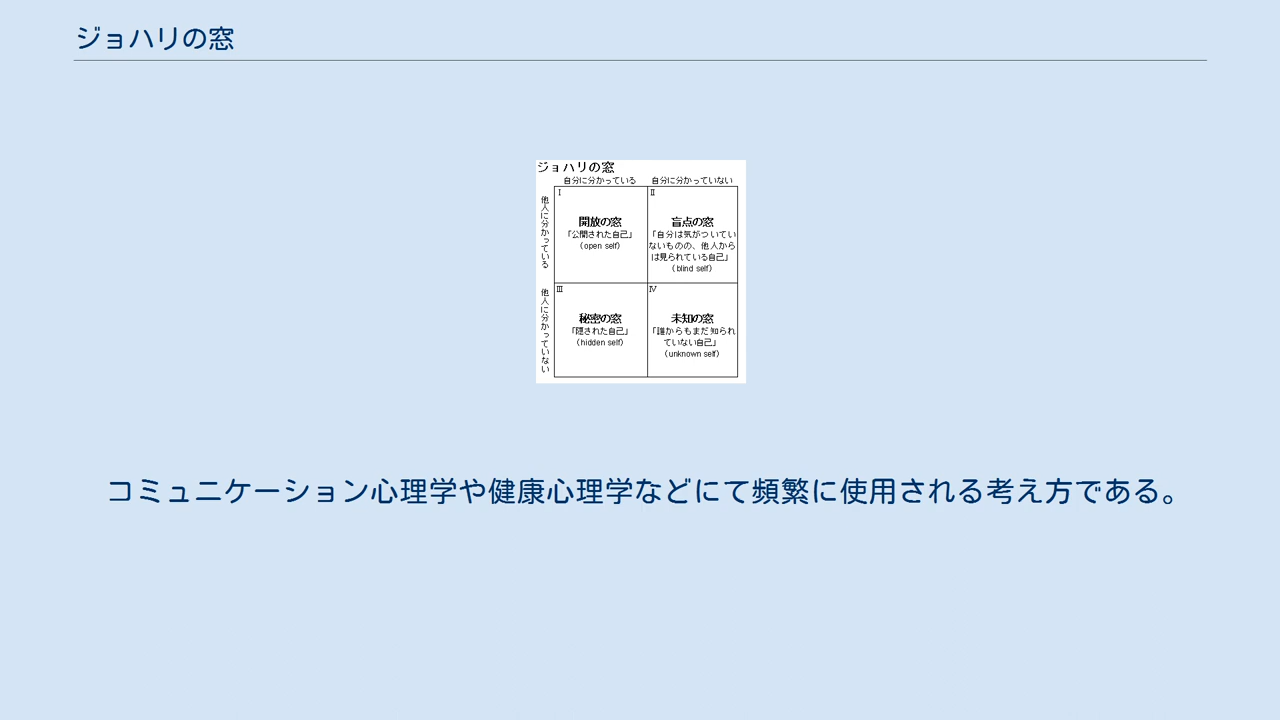 ジョハリの窓
ジョハリの窓
自分に分かっている
自分に分かっていない
他人に分かっている
I
開放の窓
「公開された自己」
(open self)
II
盲点の窓
「自分は気がついてい
ないものの、他人から
は見られている自己」
(blind self)
他人に分かっていない
III
秘密の窓
「隠された自己」
(hidden self)
IV
未知の窓
「誰からもまだ知られ
ていない自己」
(unknown self)
コミュニケーション心理学や健康心理学などにて頻繁に使用される考え方である。